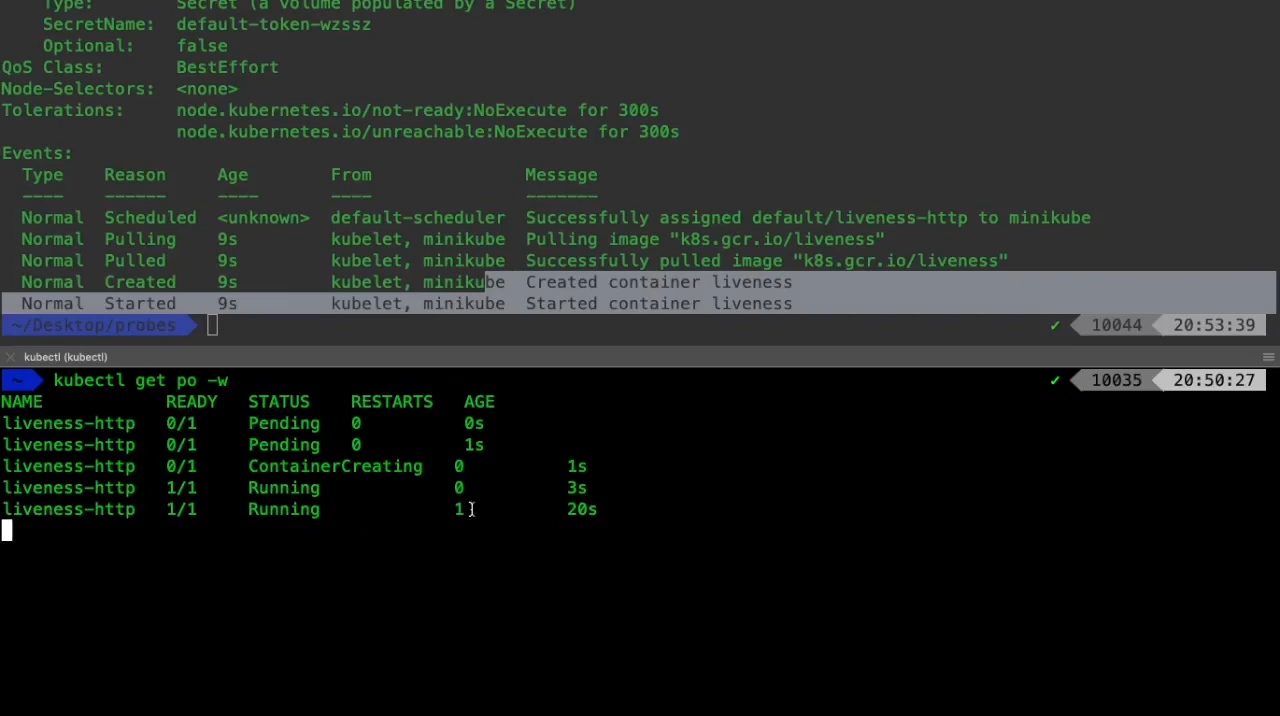 Type: Secret (a volume populated by a Secret)
SecretName: default-token-wzssz
Optional: false
QoS Class: BestEffort
Node-Selectors: <none>
Tolerations: node.kubernetes.io/not-ready:NoExecute for 300s
node.kubernetes.io/unreachable:NoExecute for 300s
Events:
Type Reason Age From Message
---- ------ ---- ---- -------
Normal Scheduled <unknown> default-scheduler Successfully assigned default/liveness-http to minikube
Normal Pulling 9s kubelet, minikube Pulling image "k8s.gcr.io/liveness"
Normal Pulled 9s kubelet, minikube Successfully pulled image "k8s.gcr.io/liveness"
Normal Created 9s kubelet, minikube Created container liveness
Normal Started 9s kubelet, minikube Started container liveness
~/Desktop/probes ✓ 10044 20:53:39
kubectl (kubectl)
~ kubectl get po -w ✓ 10035 20:50:27
NAME READY STATUS RESTARTS AGE
liveness-http 0/1 Pending 0 0s
liveness-http 0/1 Pending 0 1s
liveness-http 0/1 ContainerCreating 0 1s
liveness-http 1/1 Running 0 3s
liveness-http 1/1 Running 1 20s